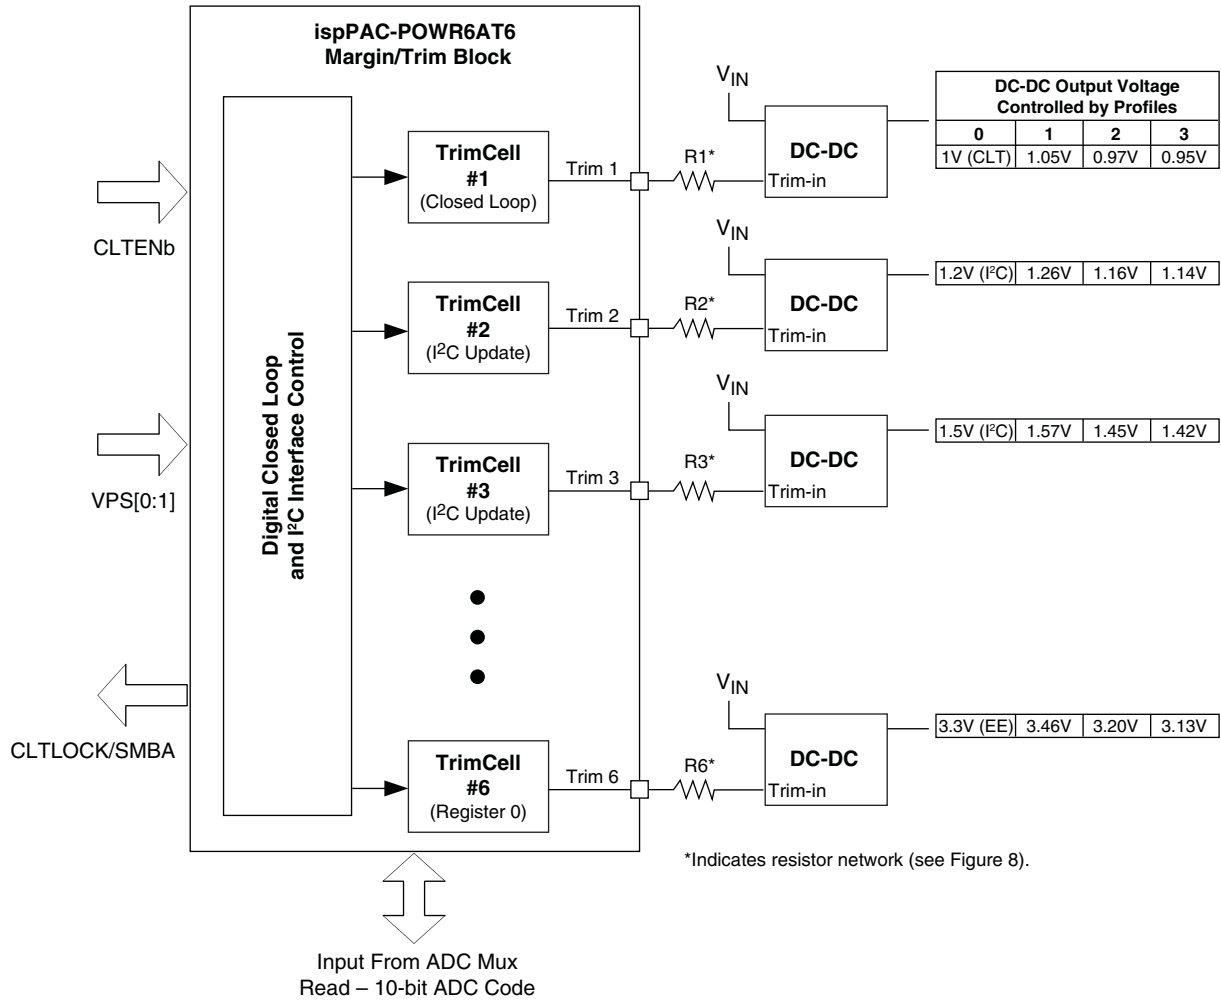 ispPAC-POWR6AT6
Margin/Trim Block
CLTENb
VPS[0:1]
CLTLOCK/SMBA
Digital Closed Loop
and I²C Interface Control
TrimCell
#1
(Closed Loop)
Trim 1
R1*
VIN
DC-DC
Trim-in
DC-DC Output Voltage
Controlled by Profiles
0 1 2 3
1V (CLT) 1.05V 0.97V 0.95V
TrimCell
#2
(I²C Update)
Trim 2
R2*
VIN
DC-DC
Trim-in
1.2V (I²C) 1.26V 1.16V 1.14V
TrimCell
#3
(I²C Update)
Trim 3
R3*
VIN
DC-DC
Trim-in
1.5V (I²C) 1.57V 1.45V 1.42V
TrimCell
#6
(Register 0)
Trim 6
R6*
VIN
DC-DC
Trim-in
3.3V (EE) 3.46V 3.20V 3.13V
*Indicates resistor network (see Figure 8).
Input From ADC Mux
Read – 10-bit ADC Code